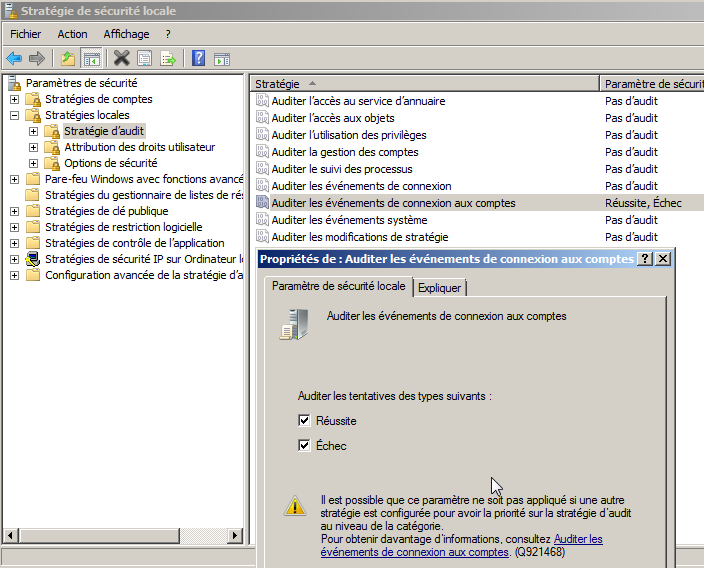 Stratégie de sécurité locale
Fichier Action Affichage ?
Paramètres de sécurité
Stratégies de comptes
Stratégies locales
Stratégie d'audit
Attribution des droits utilisateur
Options de sécurité
Pare-feu Windows avec fonctions avancé
Stratégies du gestionnaire de listes de ré
Stratégies de clé publique
Stratégies de restriction logicielle
Stratégies de contrôle de l'application
Stratégies de sécurité IP sur Ordinateur l
Configuration avancée de la stratégie d'a
Stratégie Paramètre de sécurit
Auditer l'accès au service d'annuaire Pas d'audit
Auditer l'accès aux objets Pas d'audit
Auditer l'utilisation des privilèges Pas d'audit
Auditer la gestion des comptes Pas d'audit
Auditer le suivi des processus Pas d'audit
Auditer les événements de connexion Pas d'audit
Auditer les événements de connexion aux comptes Réussite, Échec
Auditer les événements système Pas d'audit
Auditer les modifications de stratégie Pas d'audit
Propriétés de : Auditer les événements de connexion aux comptes ?
Paramètre de sécurité locale Expliquer
Auditer les événements de connexion aux comptes
Auditer les tentatives des types suivants :
Réussite
Échec
Il est possible que ce paramètre ne soit pas appliqué si une autre
stratégie est configurée pour avoir la priorité sur la stratégie d'audit
au niveau de la catégorie.
Pour obtenir davantage d'informations, consultez Auditer les
événements de connexion aux comptes. (Q921468)